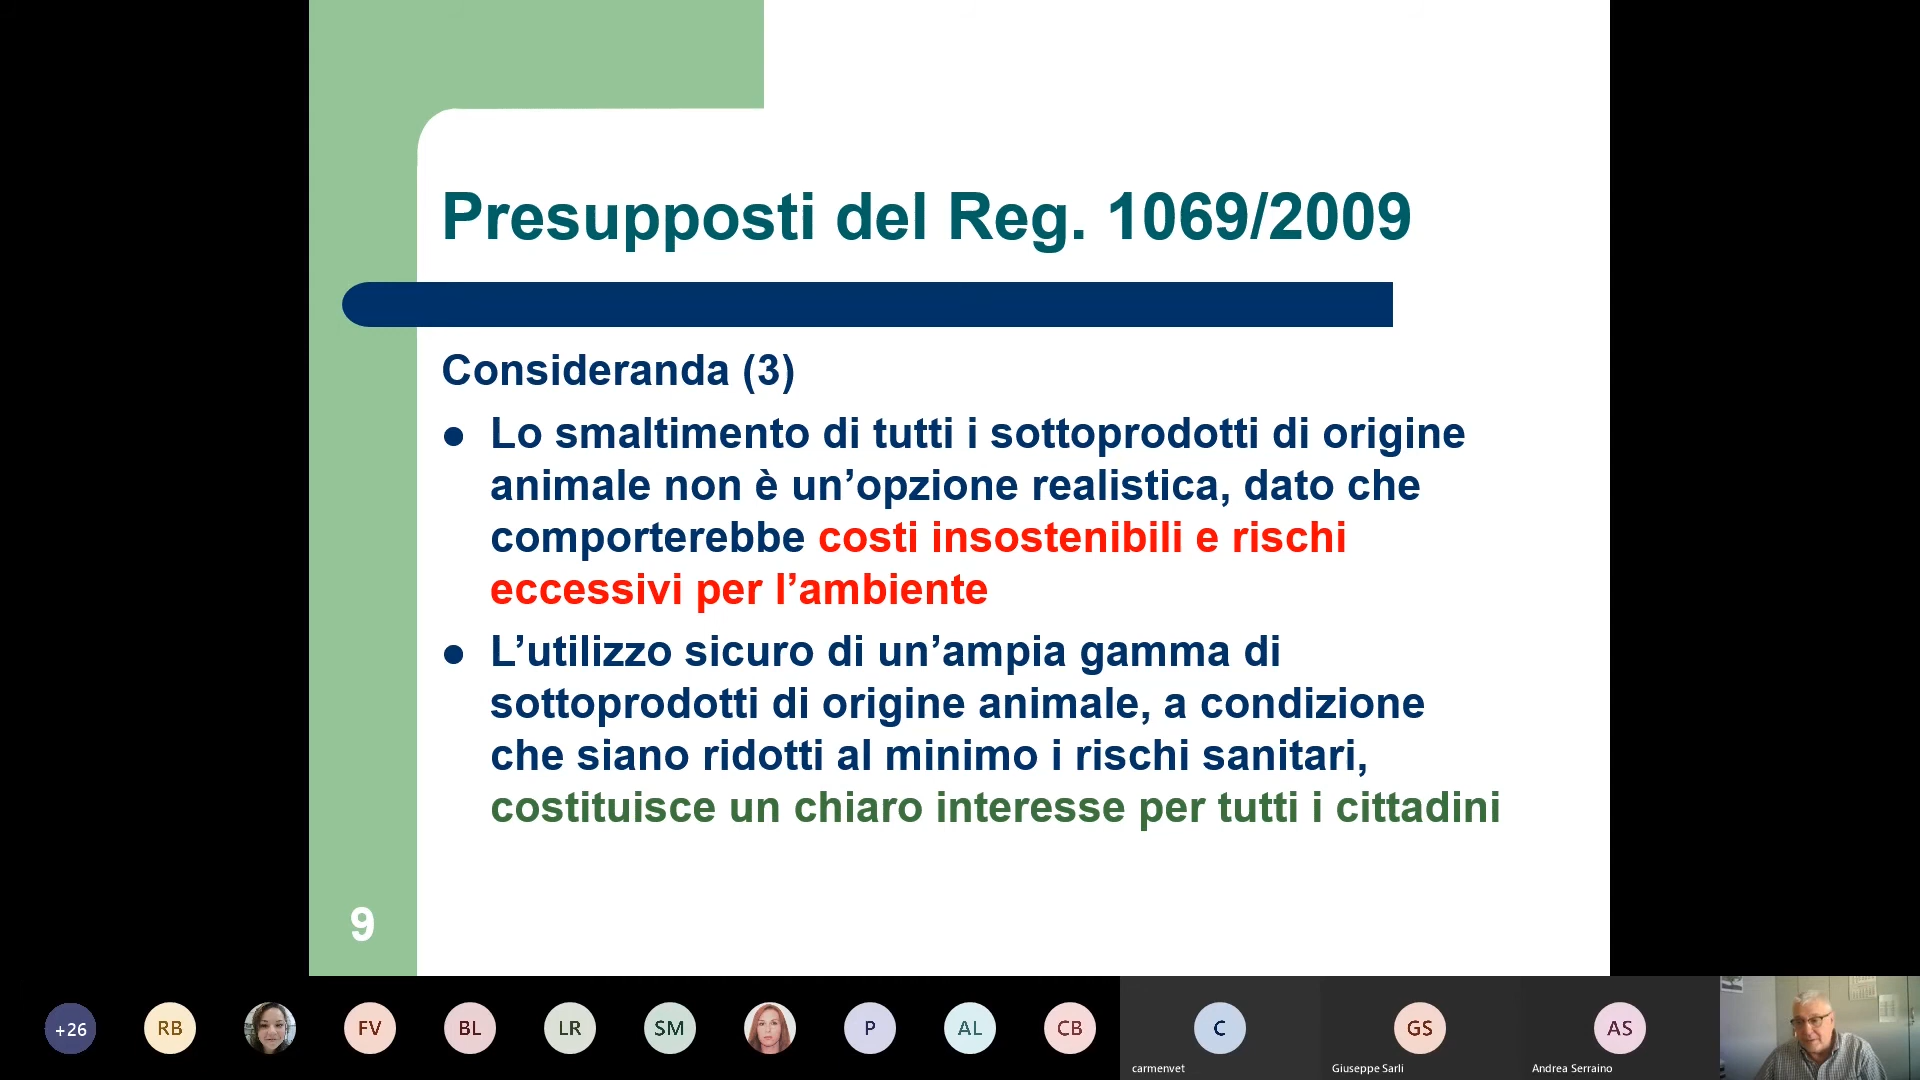 Presupposti del Reg. 1069/2009
Consideranda (3)
● Lo smaltimento di tutti i sottoprodotti di origine
animale non è un’opzione realistica, dato che
comporterebbe costi insostenibili e rischi
eccessivi per l’ambiente
● L’utilizzo sicuro di un’ampia gamma di
sottoprodotti di origine animale, a condizione
che siano ridotti al minimo i rischi sanitari,
costituisce un chiaro interesse per tutti i cittadini
9
+26 RB FV BL LR SM P AL CB C GS AS
carmenvet Giuseppe Sarli Andrea Serraino